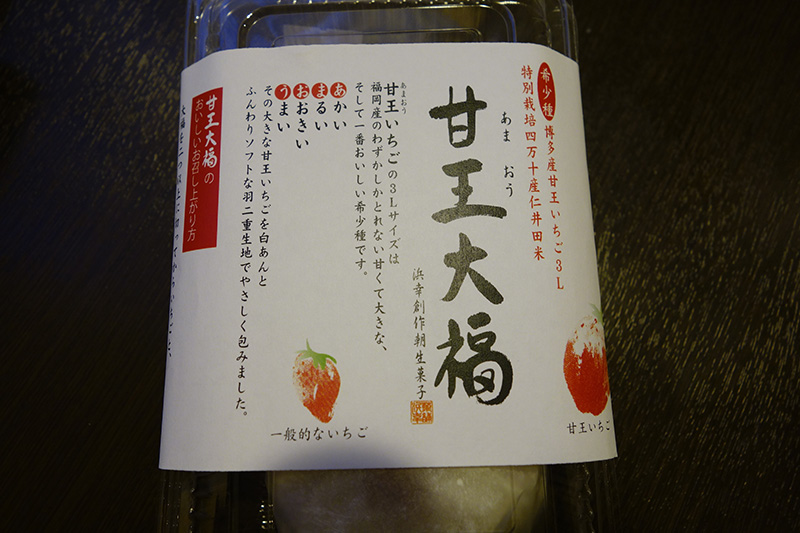 希少種 博多産甘王いちご3L
特別栽培四万十産仁井田米
あまおう
甘王大福
浜幸創作朝生菓子
あまおう
甘王いちごの3Lサイズは
福岡産のわずかしかとれない甘くて大きな、
そして一番おいしい希少種です。
あかい
まるい
おおきい
うまい
その大きな甘王いちごを白あんと
ふんわりソフトな羽二重生地でやさしく包みました。
甘王大福の
おいしいお召し上がり方
一般的ないちご
甘王いちご